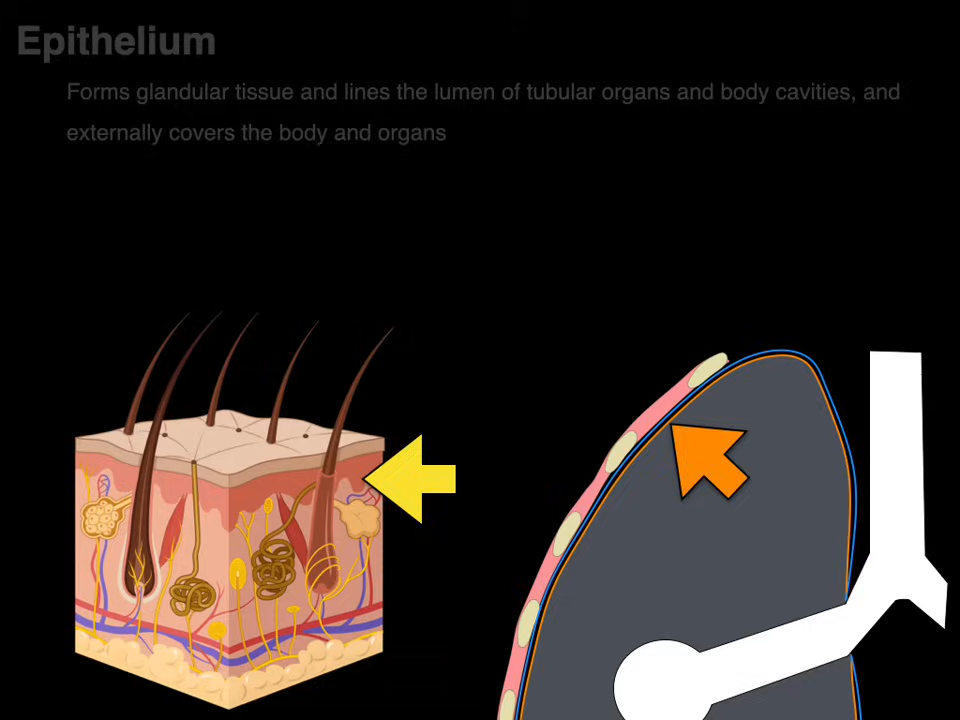 Epithelium
Forms glandular tissue and lines the lumen of tubular organs and body cavities, and
externally covers the body and organs